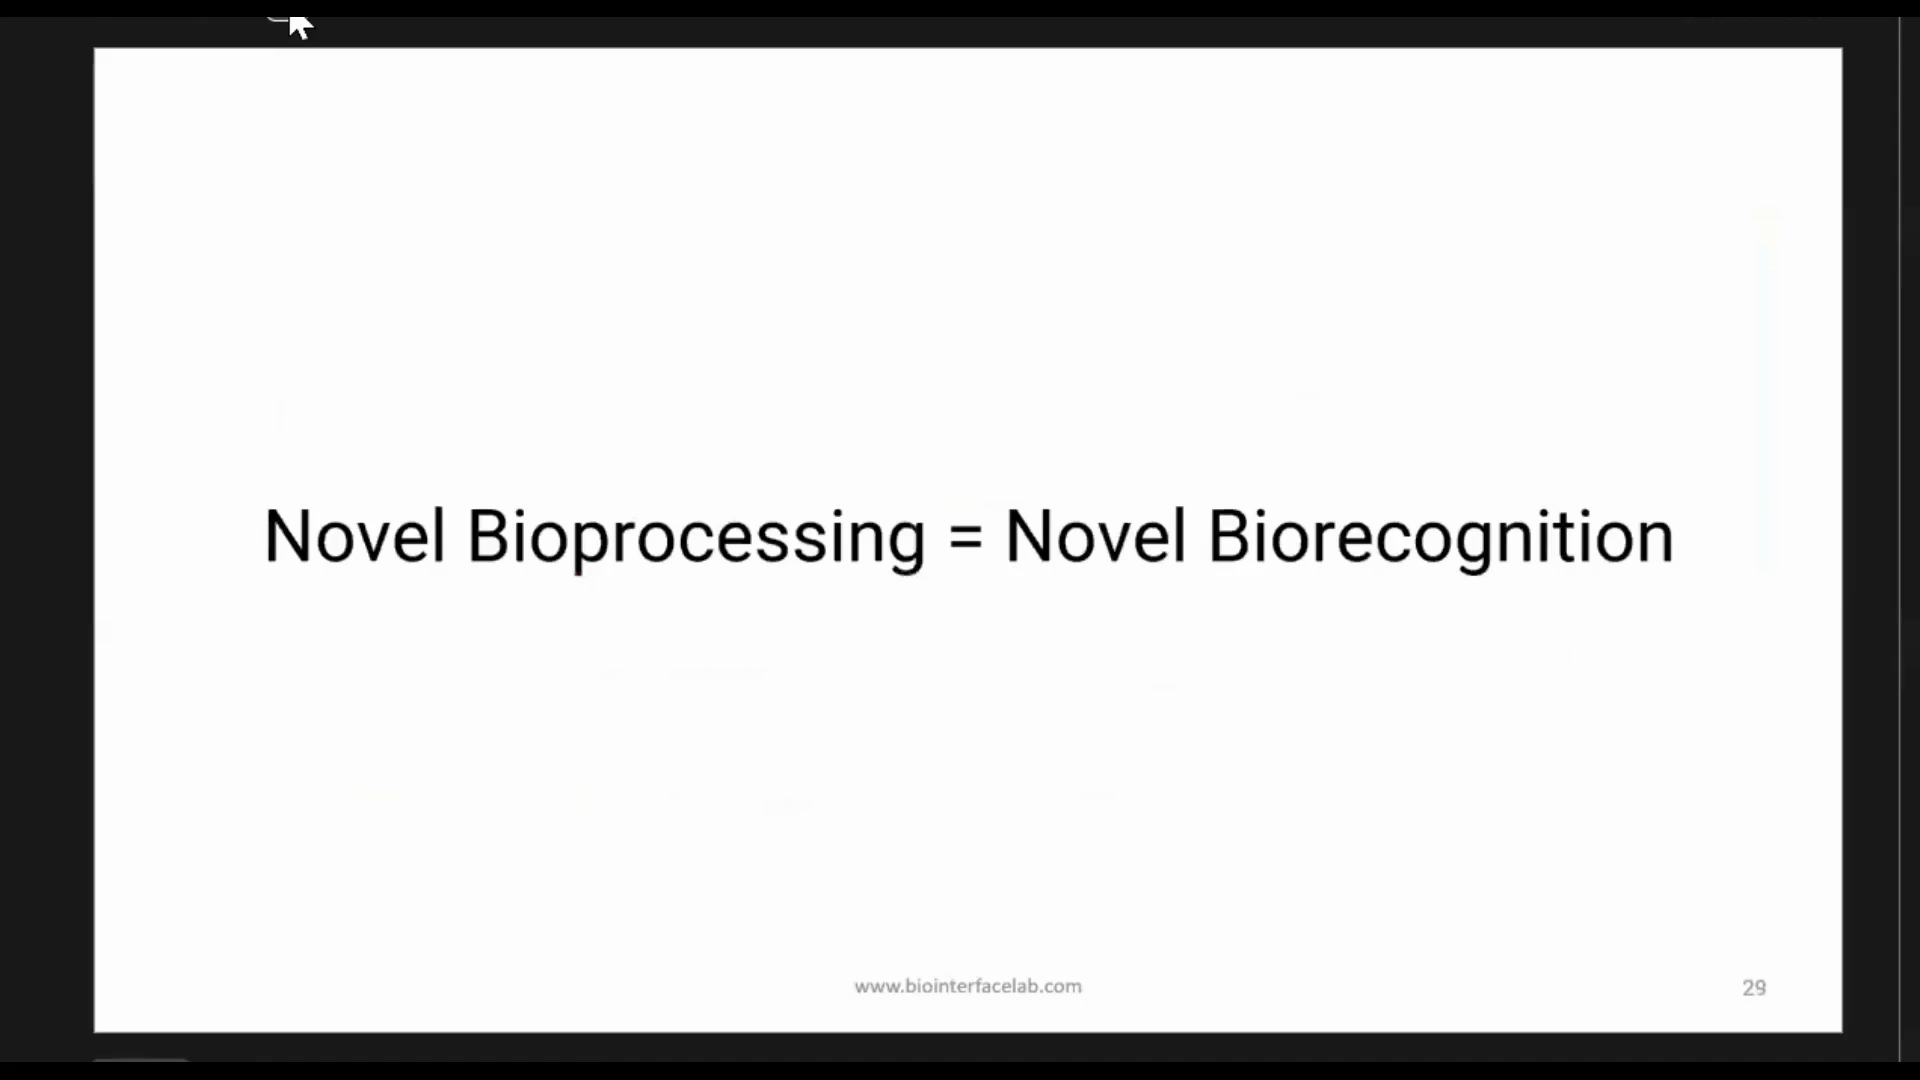 Novel Bioprocessing = Novel Biorecognition
www.biointerfacelab.com
29